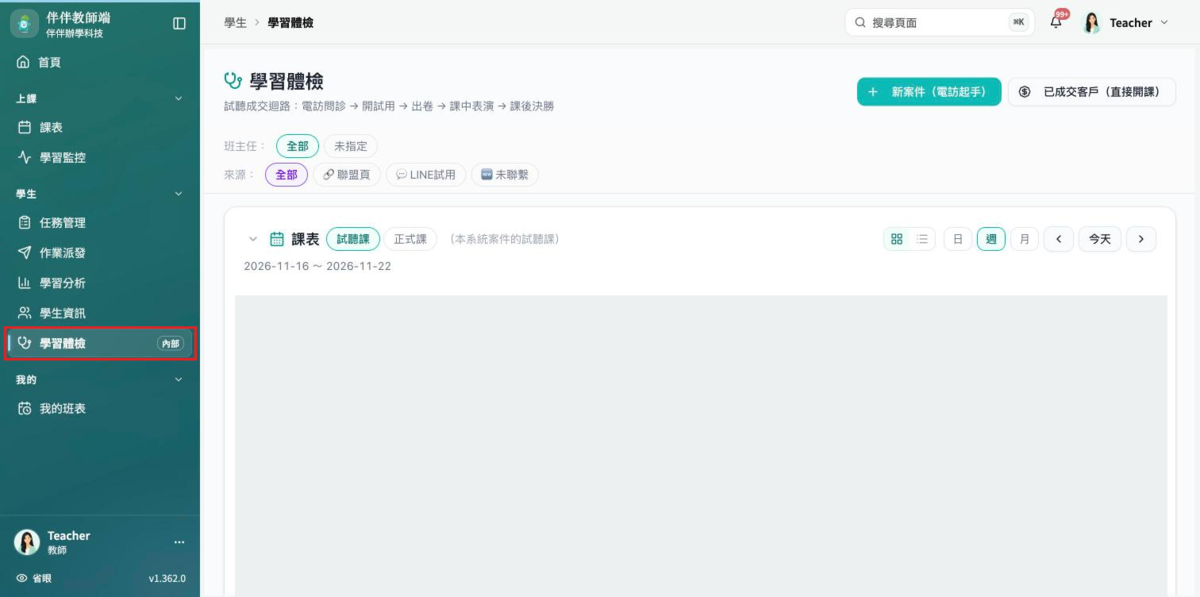 伴伴教師端
伴伴辦學科技
首頁
上課
課表
學習監控
學生
任務管理
作業派發
學習分析
學生資訊
學習體檢 內部
我的
我的班表
Teacher
教師
省眼 v1.362.0
學生 > 學習體檢
搜尋頁面 ⌘K
99+
Teacher
學習體檢
試聽成交迴路：電訪問診 → 開試用 → 出卷 → 課中表演 → 課後決勝
+ 新案件（電訪起手）
已成交客戶（直接開課）
班主任： 全部 未指定
來源： 全部 聯盟頁 LINE試用 未聯繫
課表 試聽課 正式課 （本系統案件的試聽課）
日 週 月 今天
2026-11-16 ～ 2026-11-22